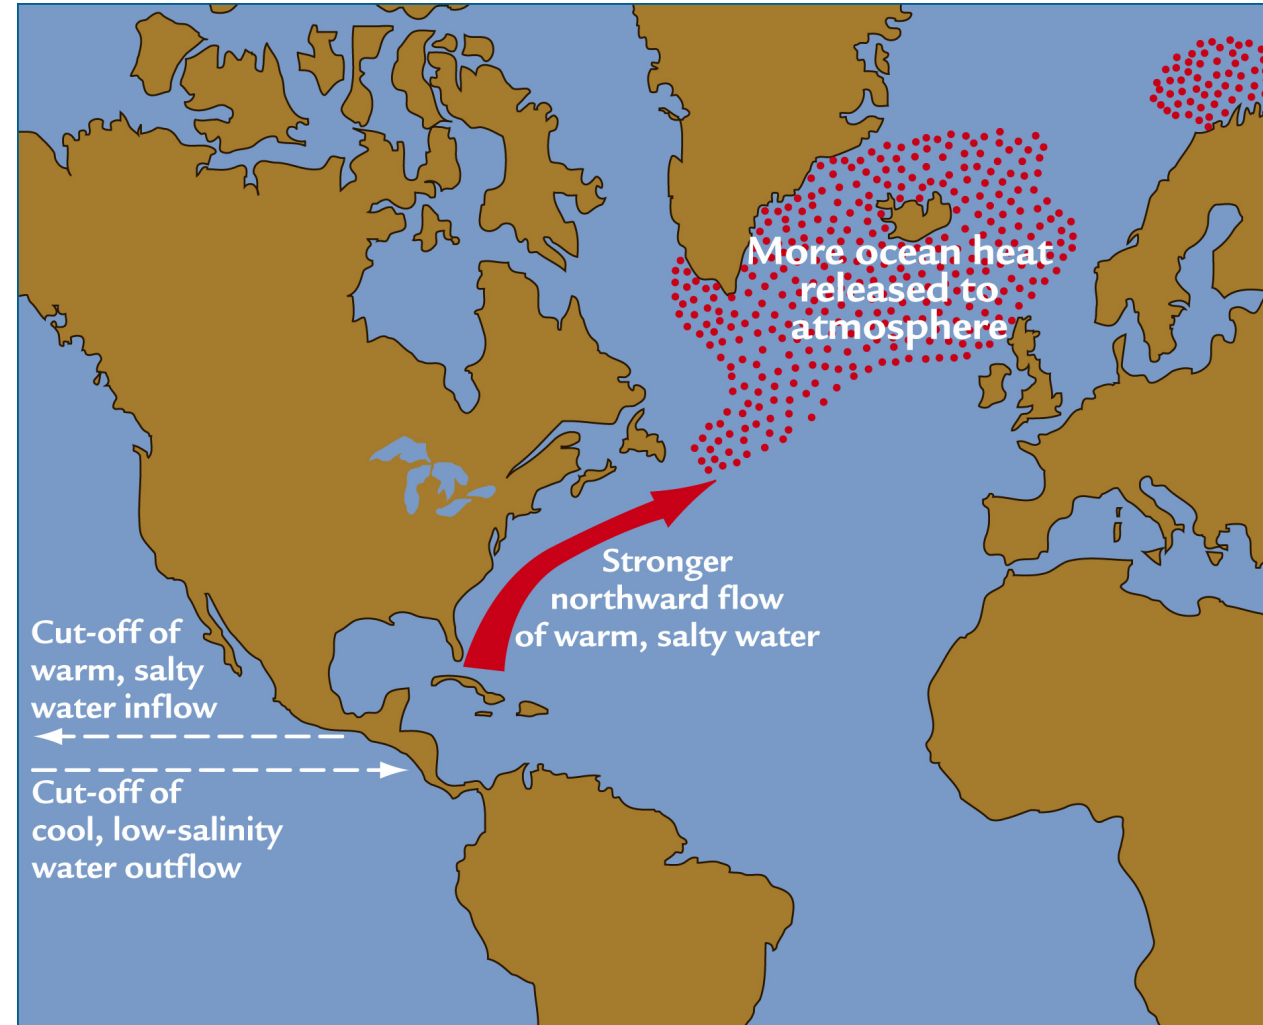 More ocean heat
released to
atmosphere
Stronger
northward flow
of warm, salty water
Cut-off of
warm, salty
water inflow
Cut-off of
cool, low-salinity
water outflow